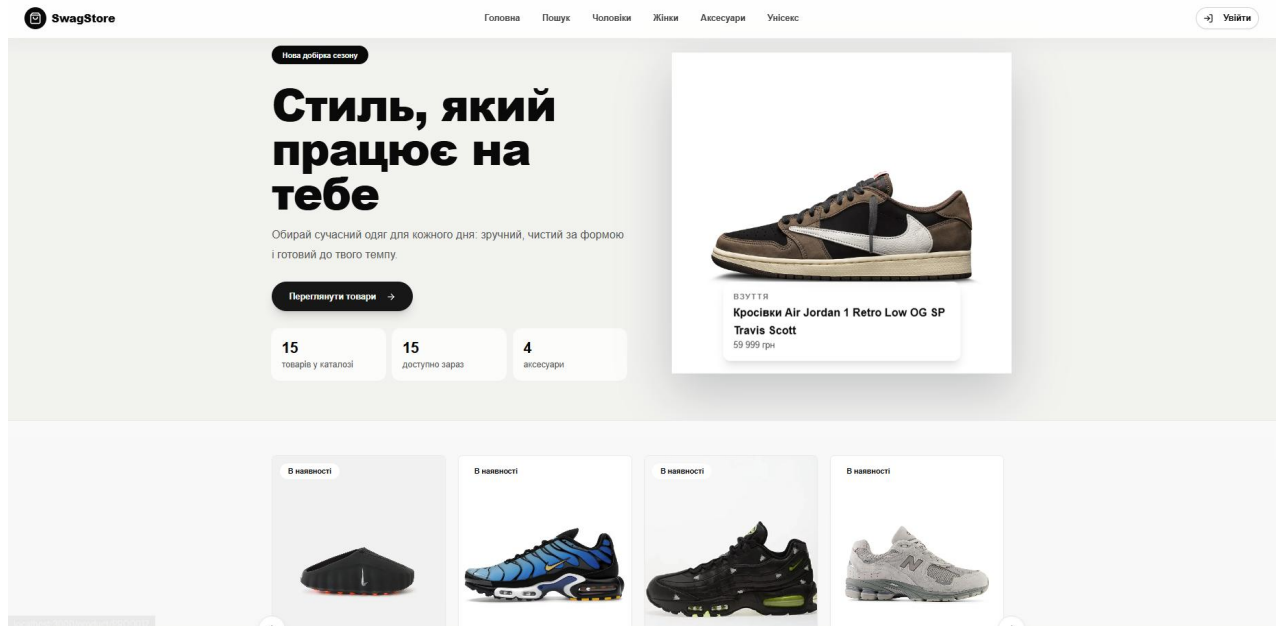 SwagStore
Головна Пошук Чоловіки Жінки Аксесуари Унісекс
Увійти
Нова добірка сезону
Стиль, який
працює на
тебе
Обирай сучасний одяг для кожного дня: зручний, чистий за формою
і готовий до твого темпу.
Переглянути товари
15
товарів у каталозі
15
доступно зараз
4
аксесуари
ВЗУТТЯ
Кросівки Air Jordan 1 Retro Low OG SP
Travis Scott
59 999 грн
В наявності
В наявності
В наявності
В наявності
N